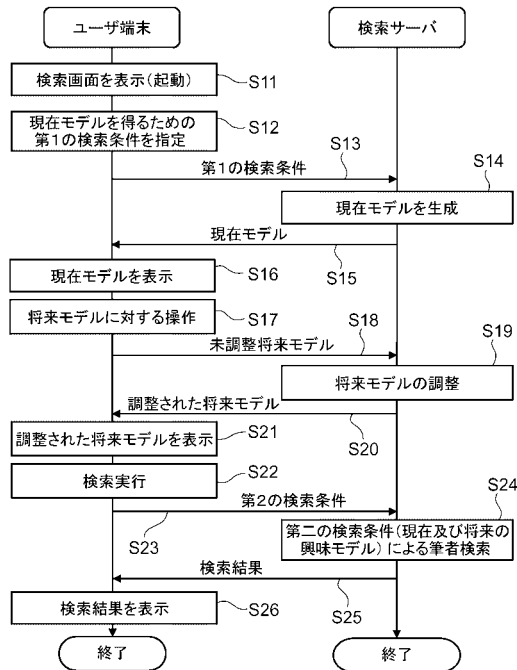 ユーザ端末
検索サーバ
検索画面を表示(起動)
S11
現在モデルを得るための
第1の検索条件を指定
S12
S13
第1の検索条件
S14
現在モデルを生成
現在モデル
S15
現在モデルを表示
S16
将来モデルに対する操作
S17
S18
未調整将来モデル
S19
将来モデルの調整
調整された将来モデル
S20
調整された将来モデルを表示
S21
検索実行
S22
第2の検索条件
S23
S24
第二の検索条件(現在及び将来の
興味モデル)による筆者検索
検索結果
S25
検索結果を表示
S26
終了
終了